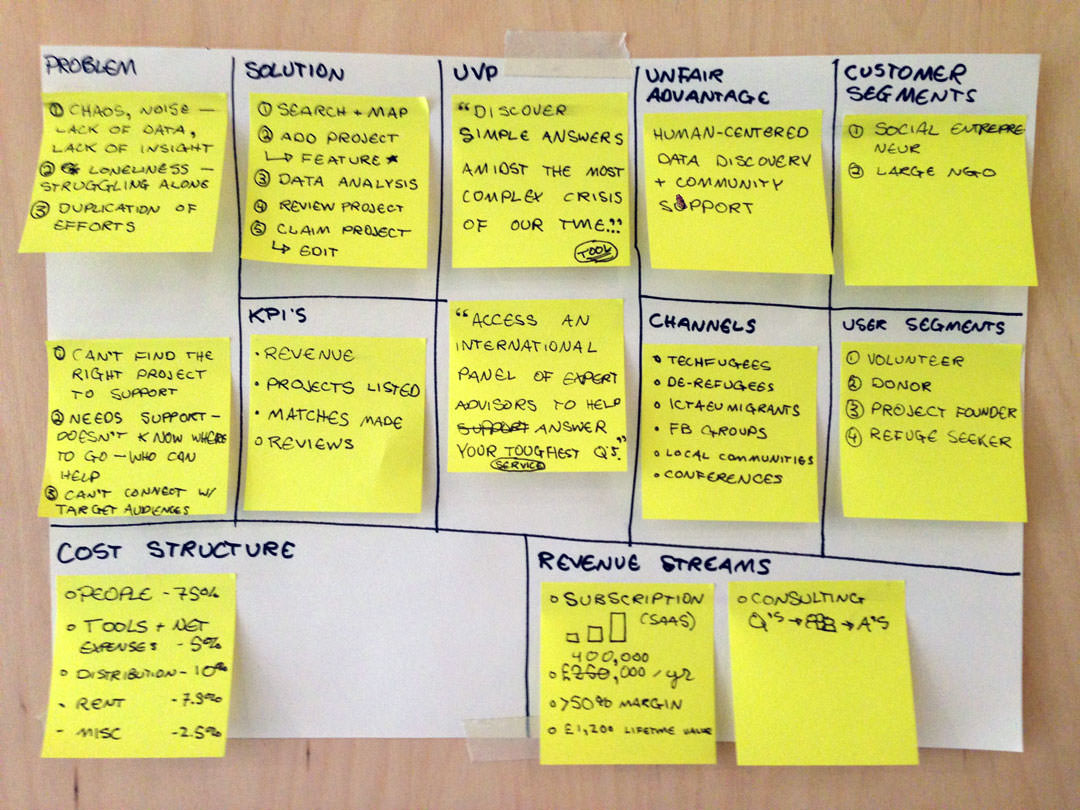 PROBLEM
① CHAOS, NOISE —
LACK OF DATA,
LACK OF INSIGHT
② LONELINESS —
STRUGGLING ALONE
③ DUPLICATION OF
EFFORTS
① CAN'T FIND THE
RIGHT PROJECT
TO SUPPORT
② NEEDS SUPPORT —
DOESN'T KNOW WHERE
TO GO — WHO CAN
HELP
③ CAN'T CONNECT W/
TARGET AUDIENCES
SOLUTION
① SEARCH + MAP
② ADD PROJECT
↳ FEATURE ★
③ DATA ANALYSIS
④ REVIEW PROJECT
⑤ CLAIM PROJECT
↳ EDIT
KPI'S
• REVENUE
• PROJECTS LISTED
• MATCHES MADE
○ REVIEWS
UVP
"DISCOVER
SIMPLE ANSWERS
AMIDST THE MOST
COMPLEX CRISIS
OF OUR TIME..."
TOOL
"ACCESS AN
INTERNATIONAL
PANEL OF EXPERT
ADVISORS TO HELP
SUPPORT ANSWER
YOUR TOUGHEST Q'S."
SERVICE
UNFAIR
ADVANTAGE
HUMAN-CENTERED
DATA DISCOVERY
+ COMMUNITY
SUPPORT
CHANNELS
• TECHFUGEES
• DE-REFUGEES
• ICT4EU MIGRANTS
• FB GROUPS
• LOCAL COMMUNITIES
• CONFERENCES
CUSTOMER
SEGMENTS
① SOCIAL ENTREPRE
NEUR
② LARGE NGO
USER SEGMENTS
① VOLUNTEER
② DONOR
③ PROJECT FOUNDER
④ REFUGE SEEKER
COST STRUCTURE
○ PEOPLE - 75%
○ TOOLS + NET
EXPENSES - 5%
○ DISTRIBUTION - 10%
• RENT - 7.5%
- MISC - 2.5%
REVENUE STREAMS
○ SUBSCRIPTION
(SAAS)
400,000
○ £250,000 / yr
○ >50% MARGIN
○ £1,200 LIFETIME VALUE
○ CONSULTING
Q'S → → A'S